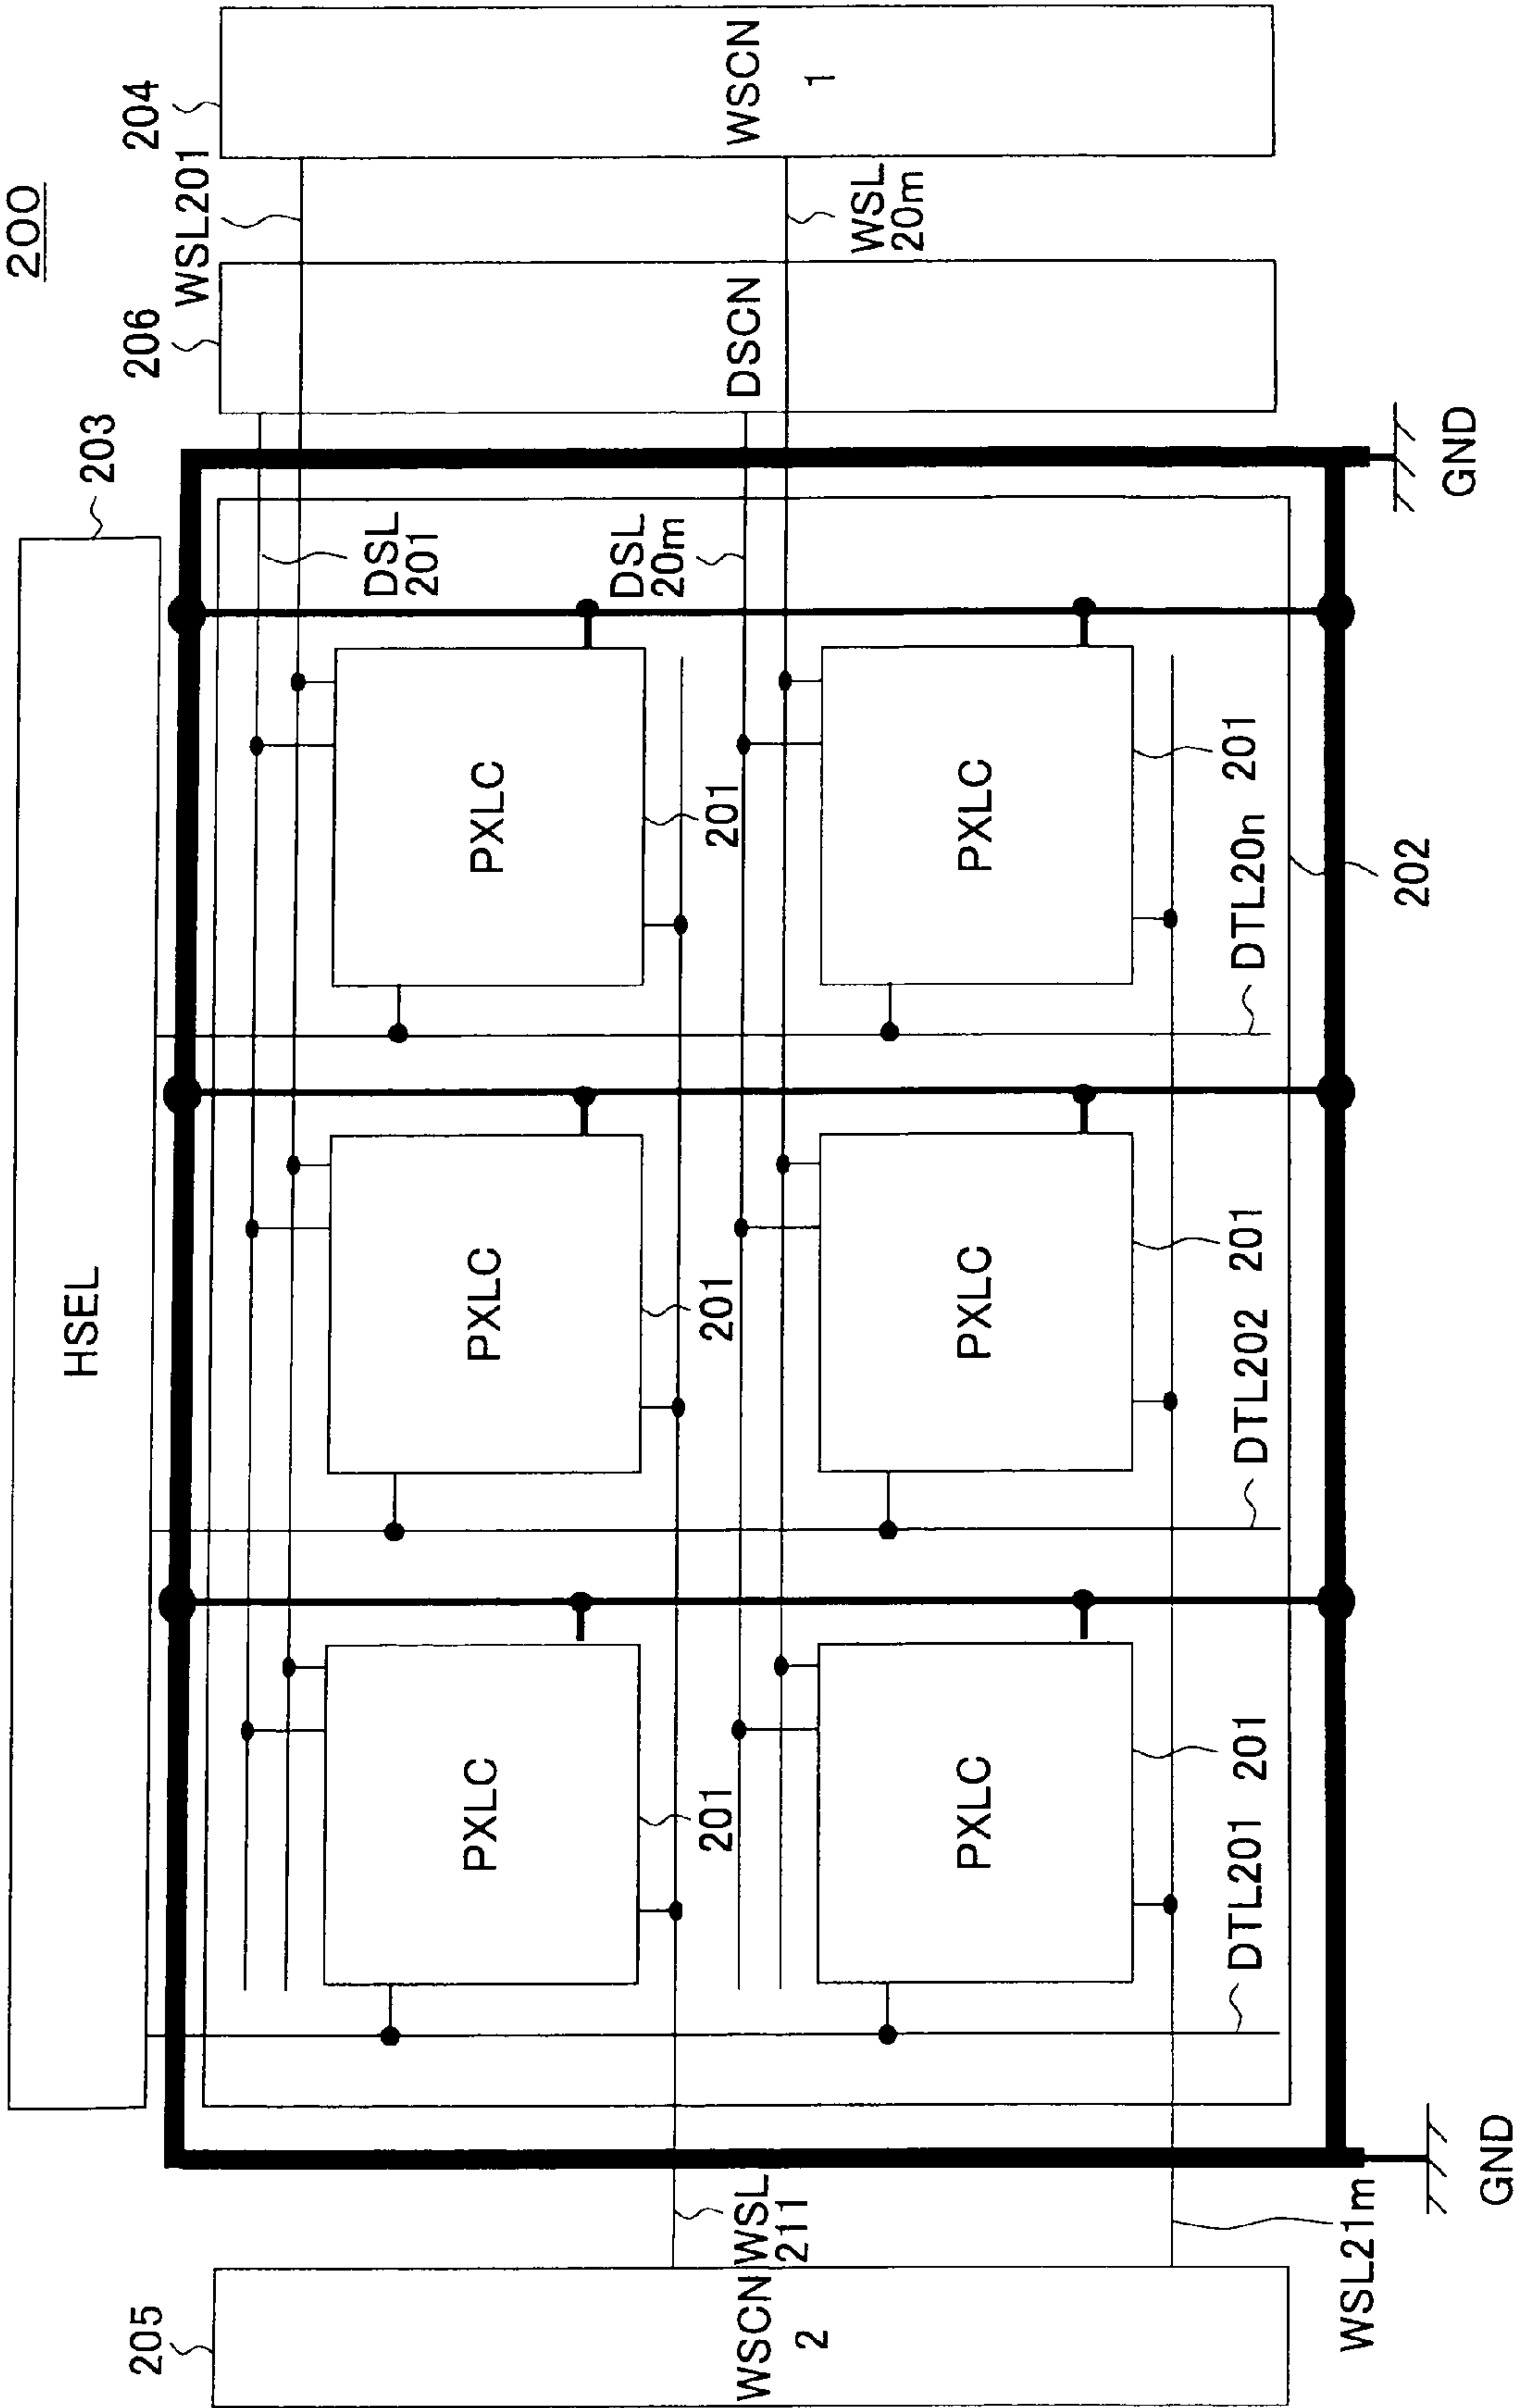 200
HSEL
203
205
206
204
WSL201
DSL
201
PXLC
PXLC
PXLC
DSL
20m
201
201
201
WSCN
2
WSL
211
DSCN
WSCN
1
WSL
20m
PXLC
PXLC
PXLC
DTL201
201
DTL202
201
DTL20n
201
WSL21m
202
GND
GND